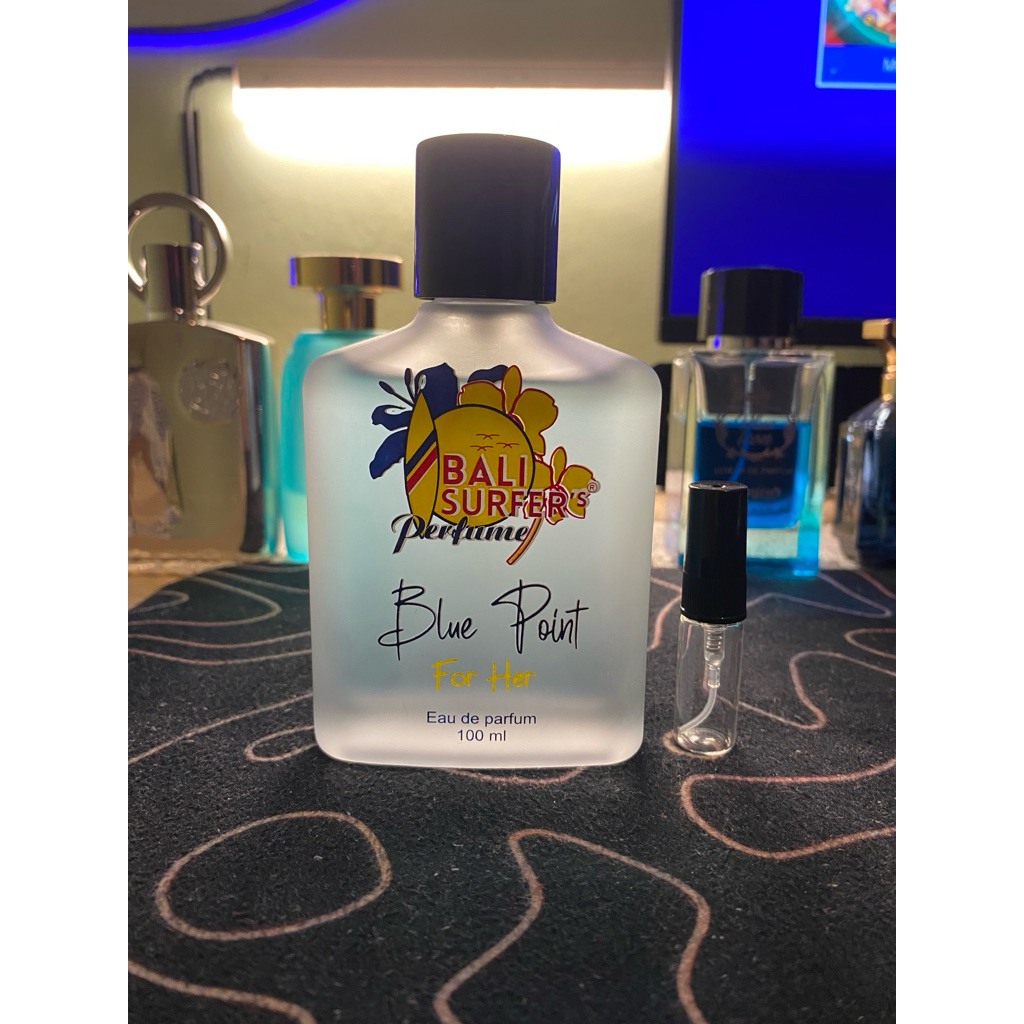 BALI
SURFER'S®
Perfume
Blue Point
For Her
Eau de parfum
100 ml